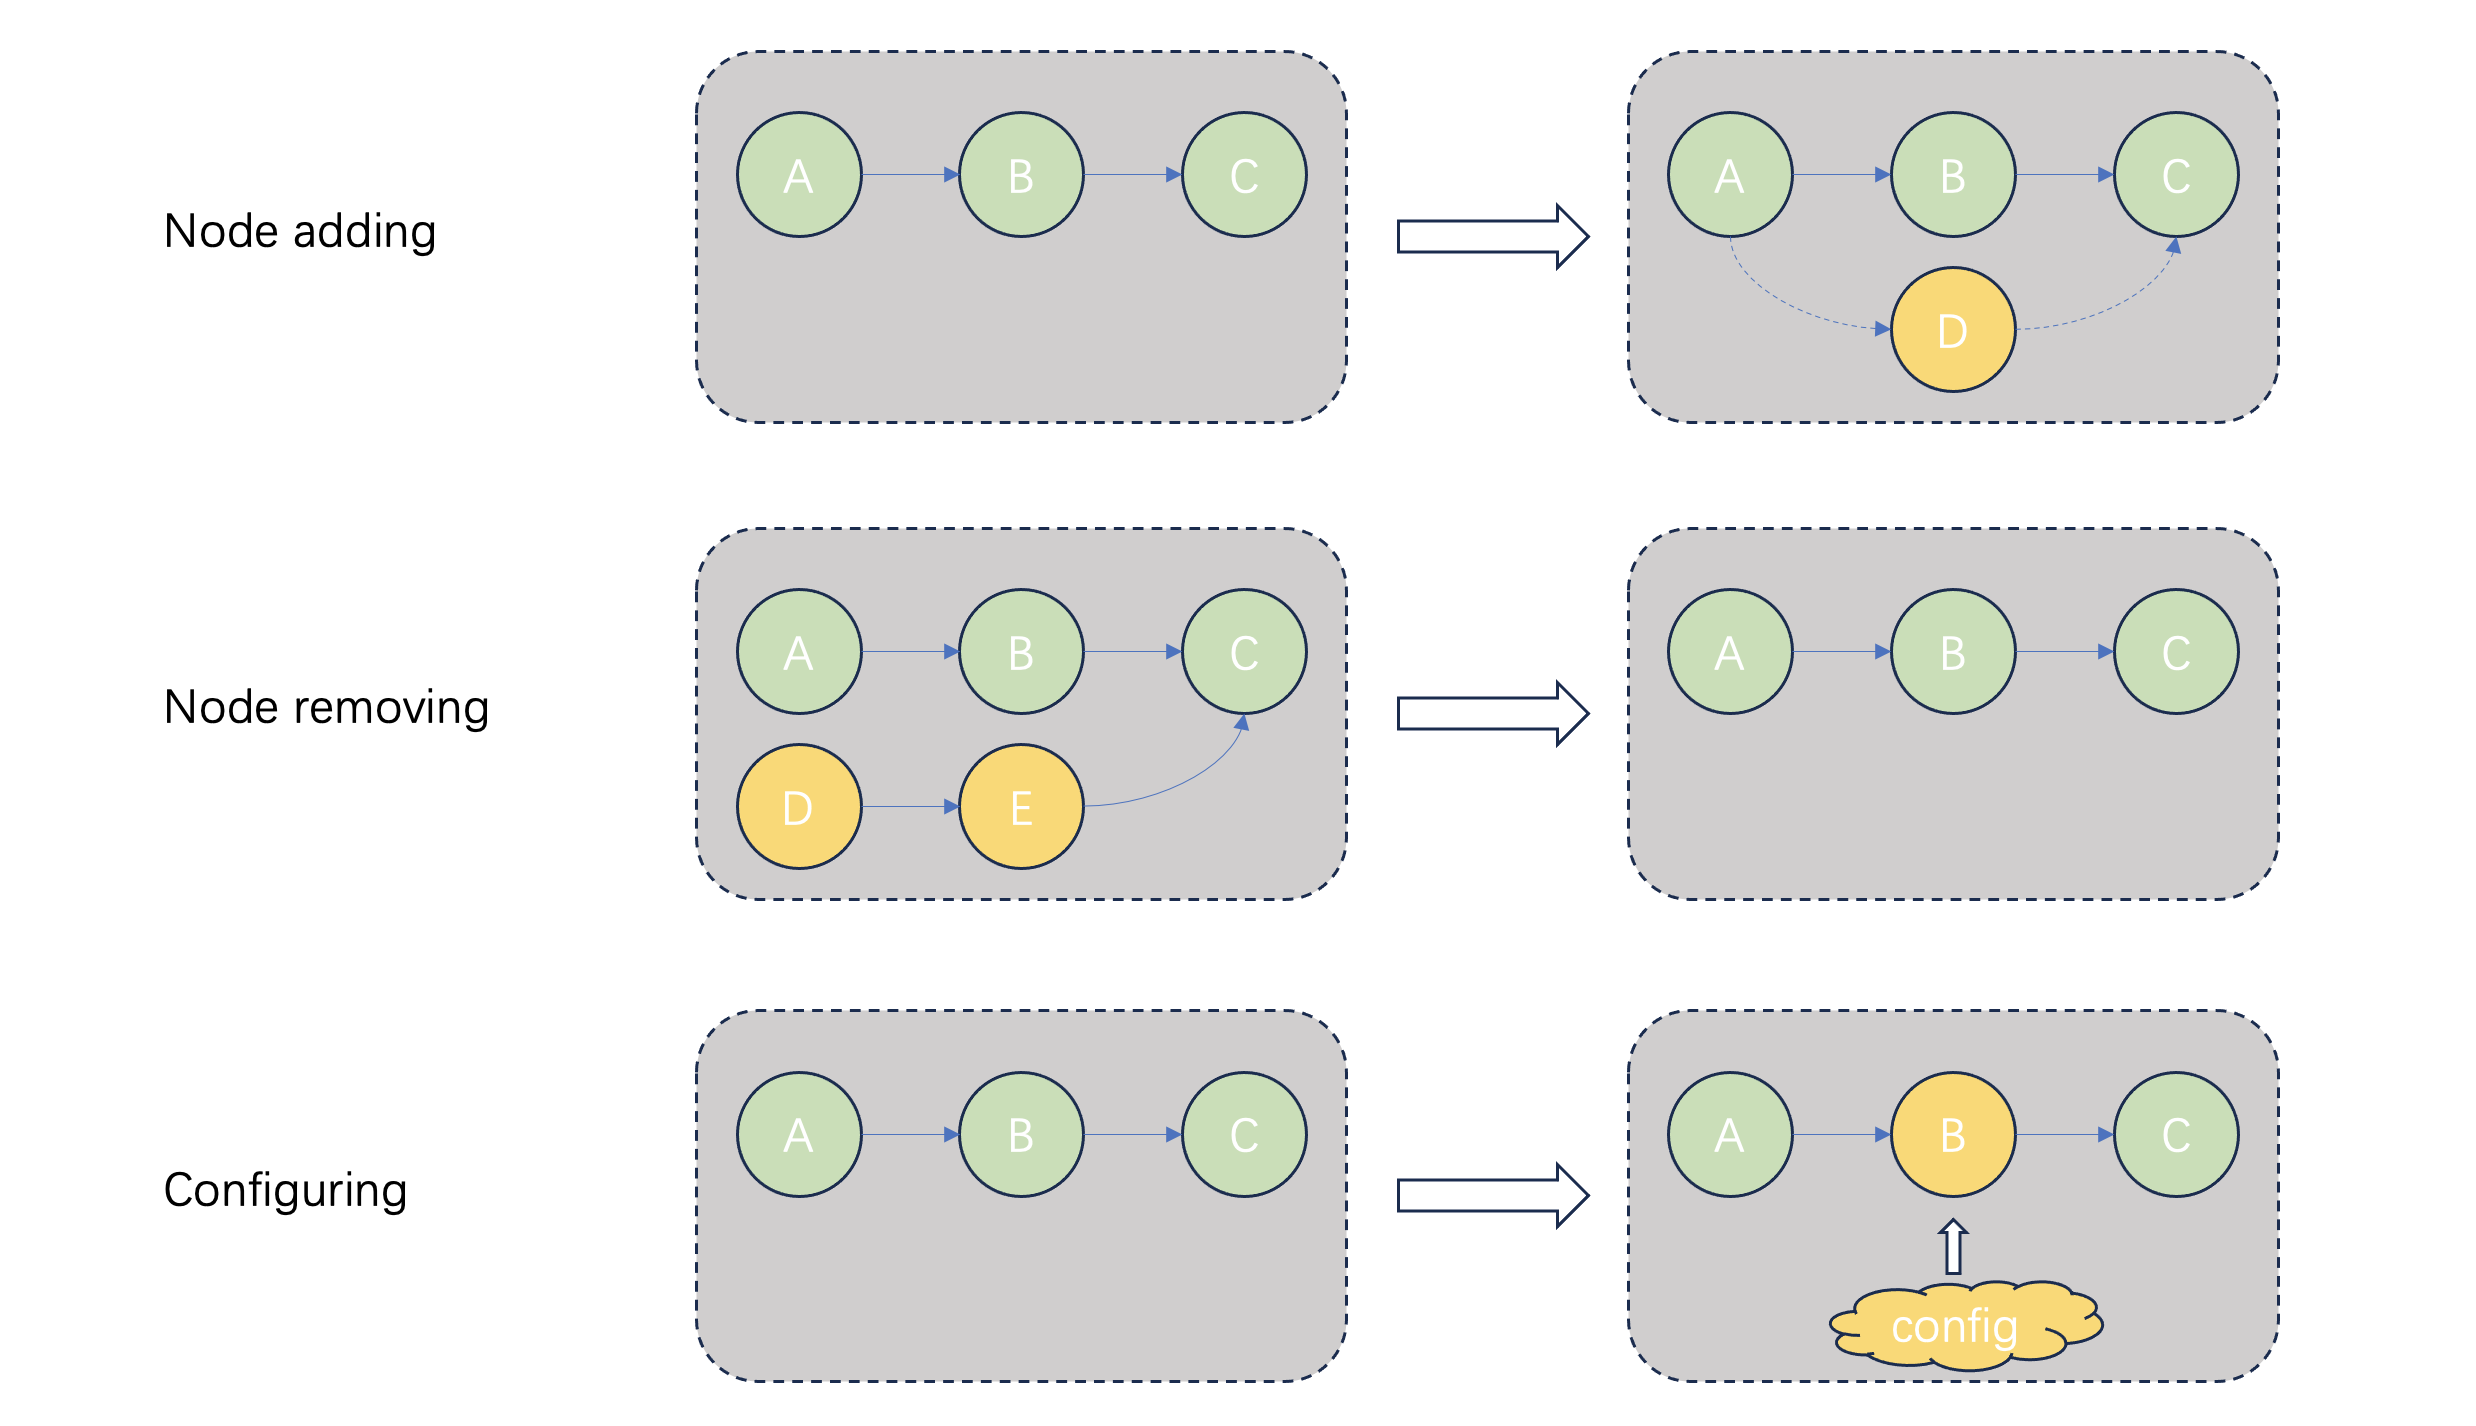 Node adding
A B C
A B C
D
Node removing
A B C
D E
A B C
Configuring
A B C
A B C
config